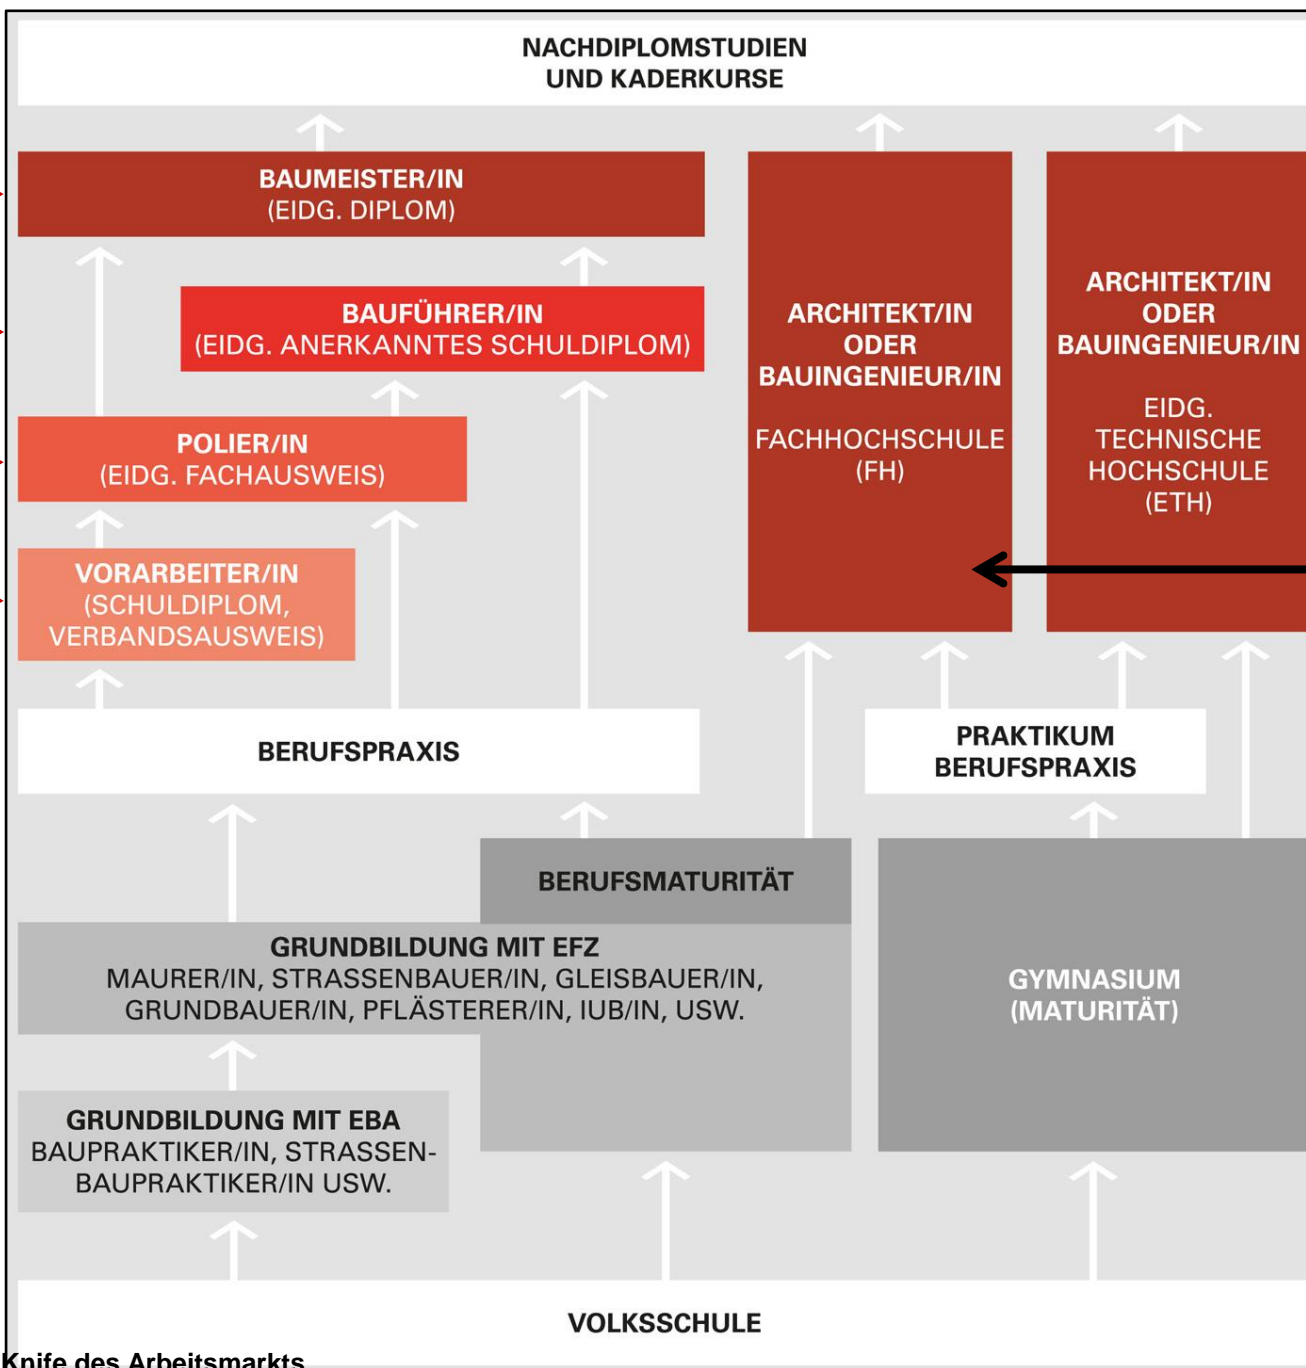 NACHDIPLOMSTUDIEN
UND KADERKURSE
BAUMEISTER/IN
(EIDG. DIPLOM)
BAUFÜHRER/IN
(EIDG. ANERKANNTES SCHULDIPLOM)
POLIER/IN
(EIDG. FACHAUSWEIS)
VORARBEITER/IN
(SCHULDIPLOM,
VERBANDSAUSWEIS)
ARCHITEKT/IN
ODER
BAUINGENIEUR/IN
FACHHOCHSCHULE
(FH)
ARCHITEKT/IN
ODER
BAUINGENIEUR/IN
EIDG.
TECHNISCHE
HOCHSCHULE
(ETH)
BERUFSPRAXIS
PRAKTIKUM
BERUFSPRAXIS
BERUFSMATURITÄT
GRUNDBILDUNG MIT EFZ
MAURER/IN, STRASSENBAUER/IN, GLEISBAUER/IN,
GRUNDBAUER/IN, PFLÄSTERER/IN, IUB/IN, USW.
GYMNASIUM
(MATURITÄT)
GRUNDBILDUNG MIT EBA
BAUPRAKTIKER/IN, STRASSEN-
BAUPRAKTIKER/IN USW.
VOLKSSCHULE
Knife des Arbeitsmarkts